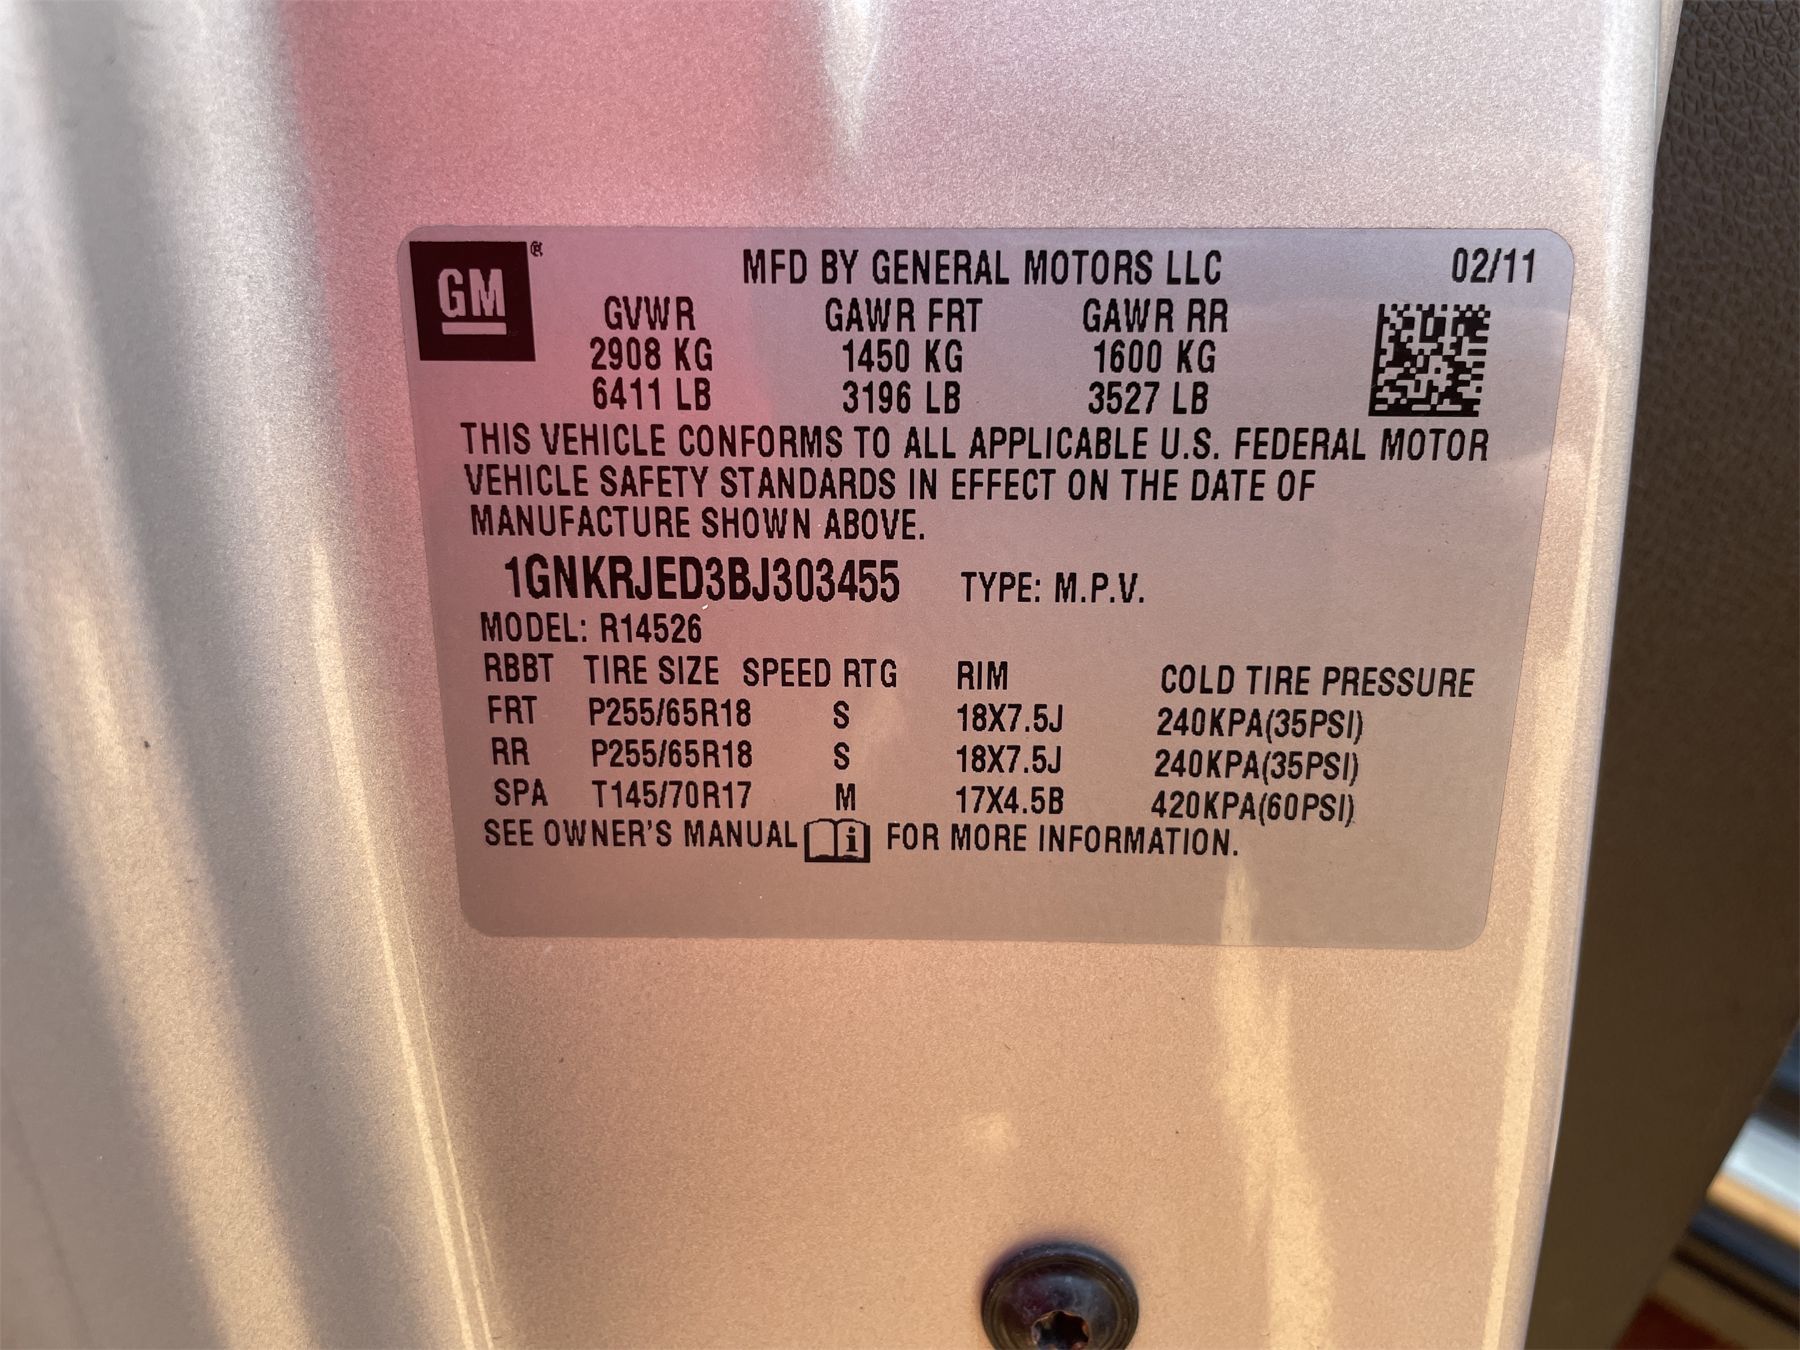 GM ® MFD BY GENERAL MOTORS LLC 02/11
GVWR GAWR FRT GAWR RR
2908 KG 1450 KG 1600 KG
6411 LB 3196 LB 3527 LB
THIS VEHICLE CONFORMS TO ALL APPLICABLE U.S. FEDERAL MOTOR
VEHICLE SAFETY STANDARDS IN EFFECT ON THE DATE OF
MANUFACTURE SHOWN ABOVE.
1GNKRJED3BJ303455 TYPE: M.P.V.
MODEL: R14526
RBBT TIRE SIZE SPEED RTG RIM COLD TIRE PRESSURE
FRT P255/65R18 S 18X7.5J 240KPA(35PSI)
RR P255/65R18 S 18X7.5J 240KPA(35PSI)
SPA T145/70R17 M 17X4.5B 420KPA(60PSI)
SEE OWNER'S MANUAL i FOR MORE INFORMATION.